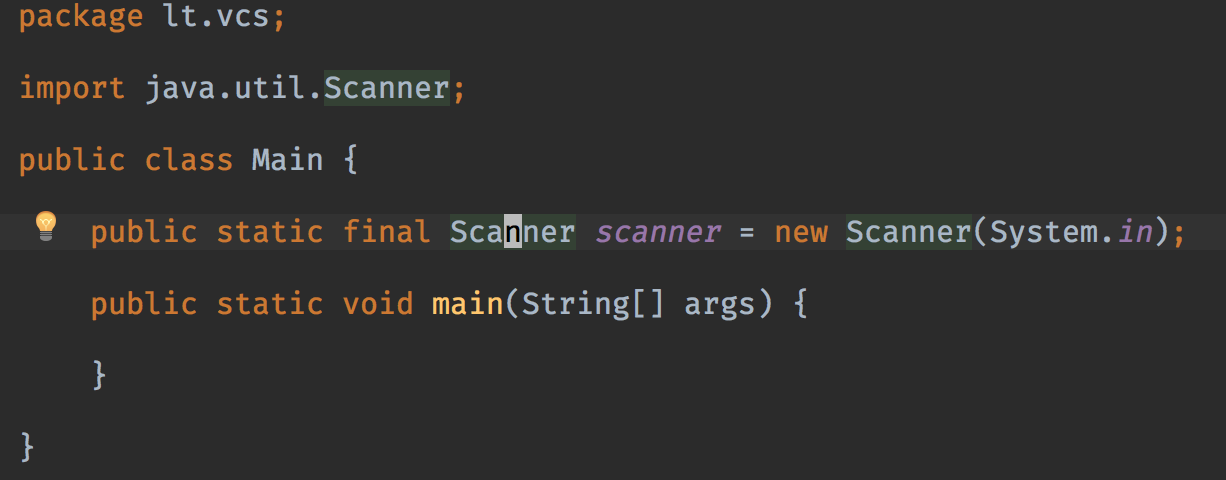 package lt.vcs;
import java.util.Scanner;
public class Main {
public static final Scanner scanner = new Scanner(System.in);
public static void main(String[] args) {
}
}